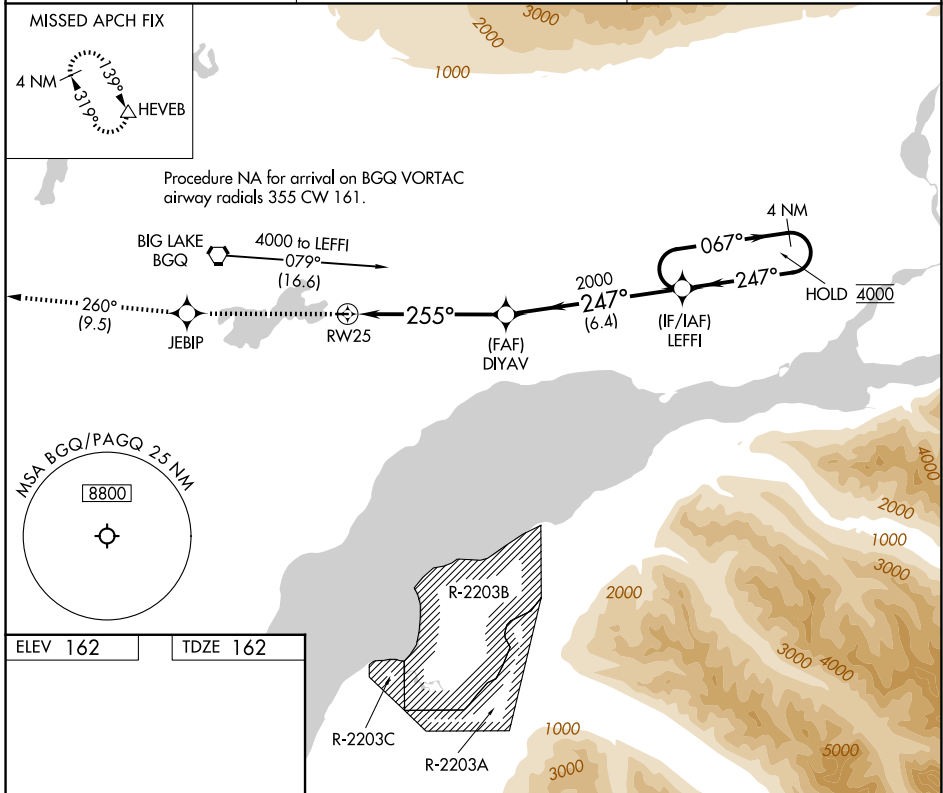 MISSED APCH FIX
4 NM
139°
319°
HEVEB
3000
2000
1000
Procedure NA for arrival on BGQ VORTAC
airway radials 355 CW 161.
BIG LAKE
BGQ
4000 to LEFFI
079°
(16.6)
4 NM
067°
247°
HOLD 4000
2000
247°
(6.4)
(IF/IAF)
LEFFI
260°
(9.5)
JEBIP
RW25
255°
(FAF)
DIYAV
MSA BGQ/PAGQ 25 NM
8800
4000
2000
1000
3000
2000
R-2203B
3000
4000
5000
R-2203C
R-2203A
1000
3000
ELEV 162
TDZE 162